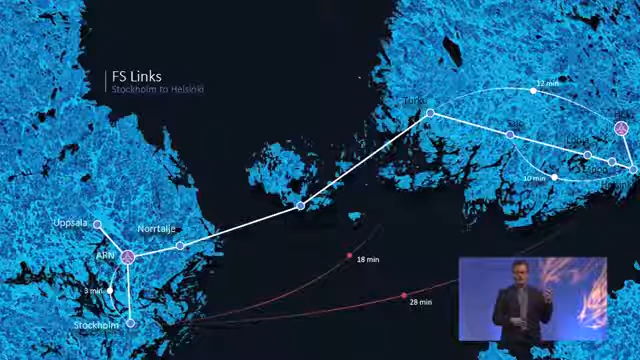 FS Links
Stockholm to Helsinki
12 min
Turku
Salo
10 min
Uppsala
Norrtalje
ARN
3 min
18 min
28 min
Stockholm